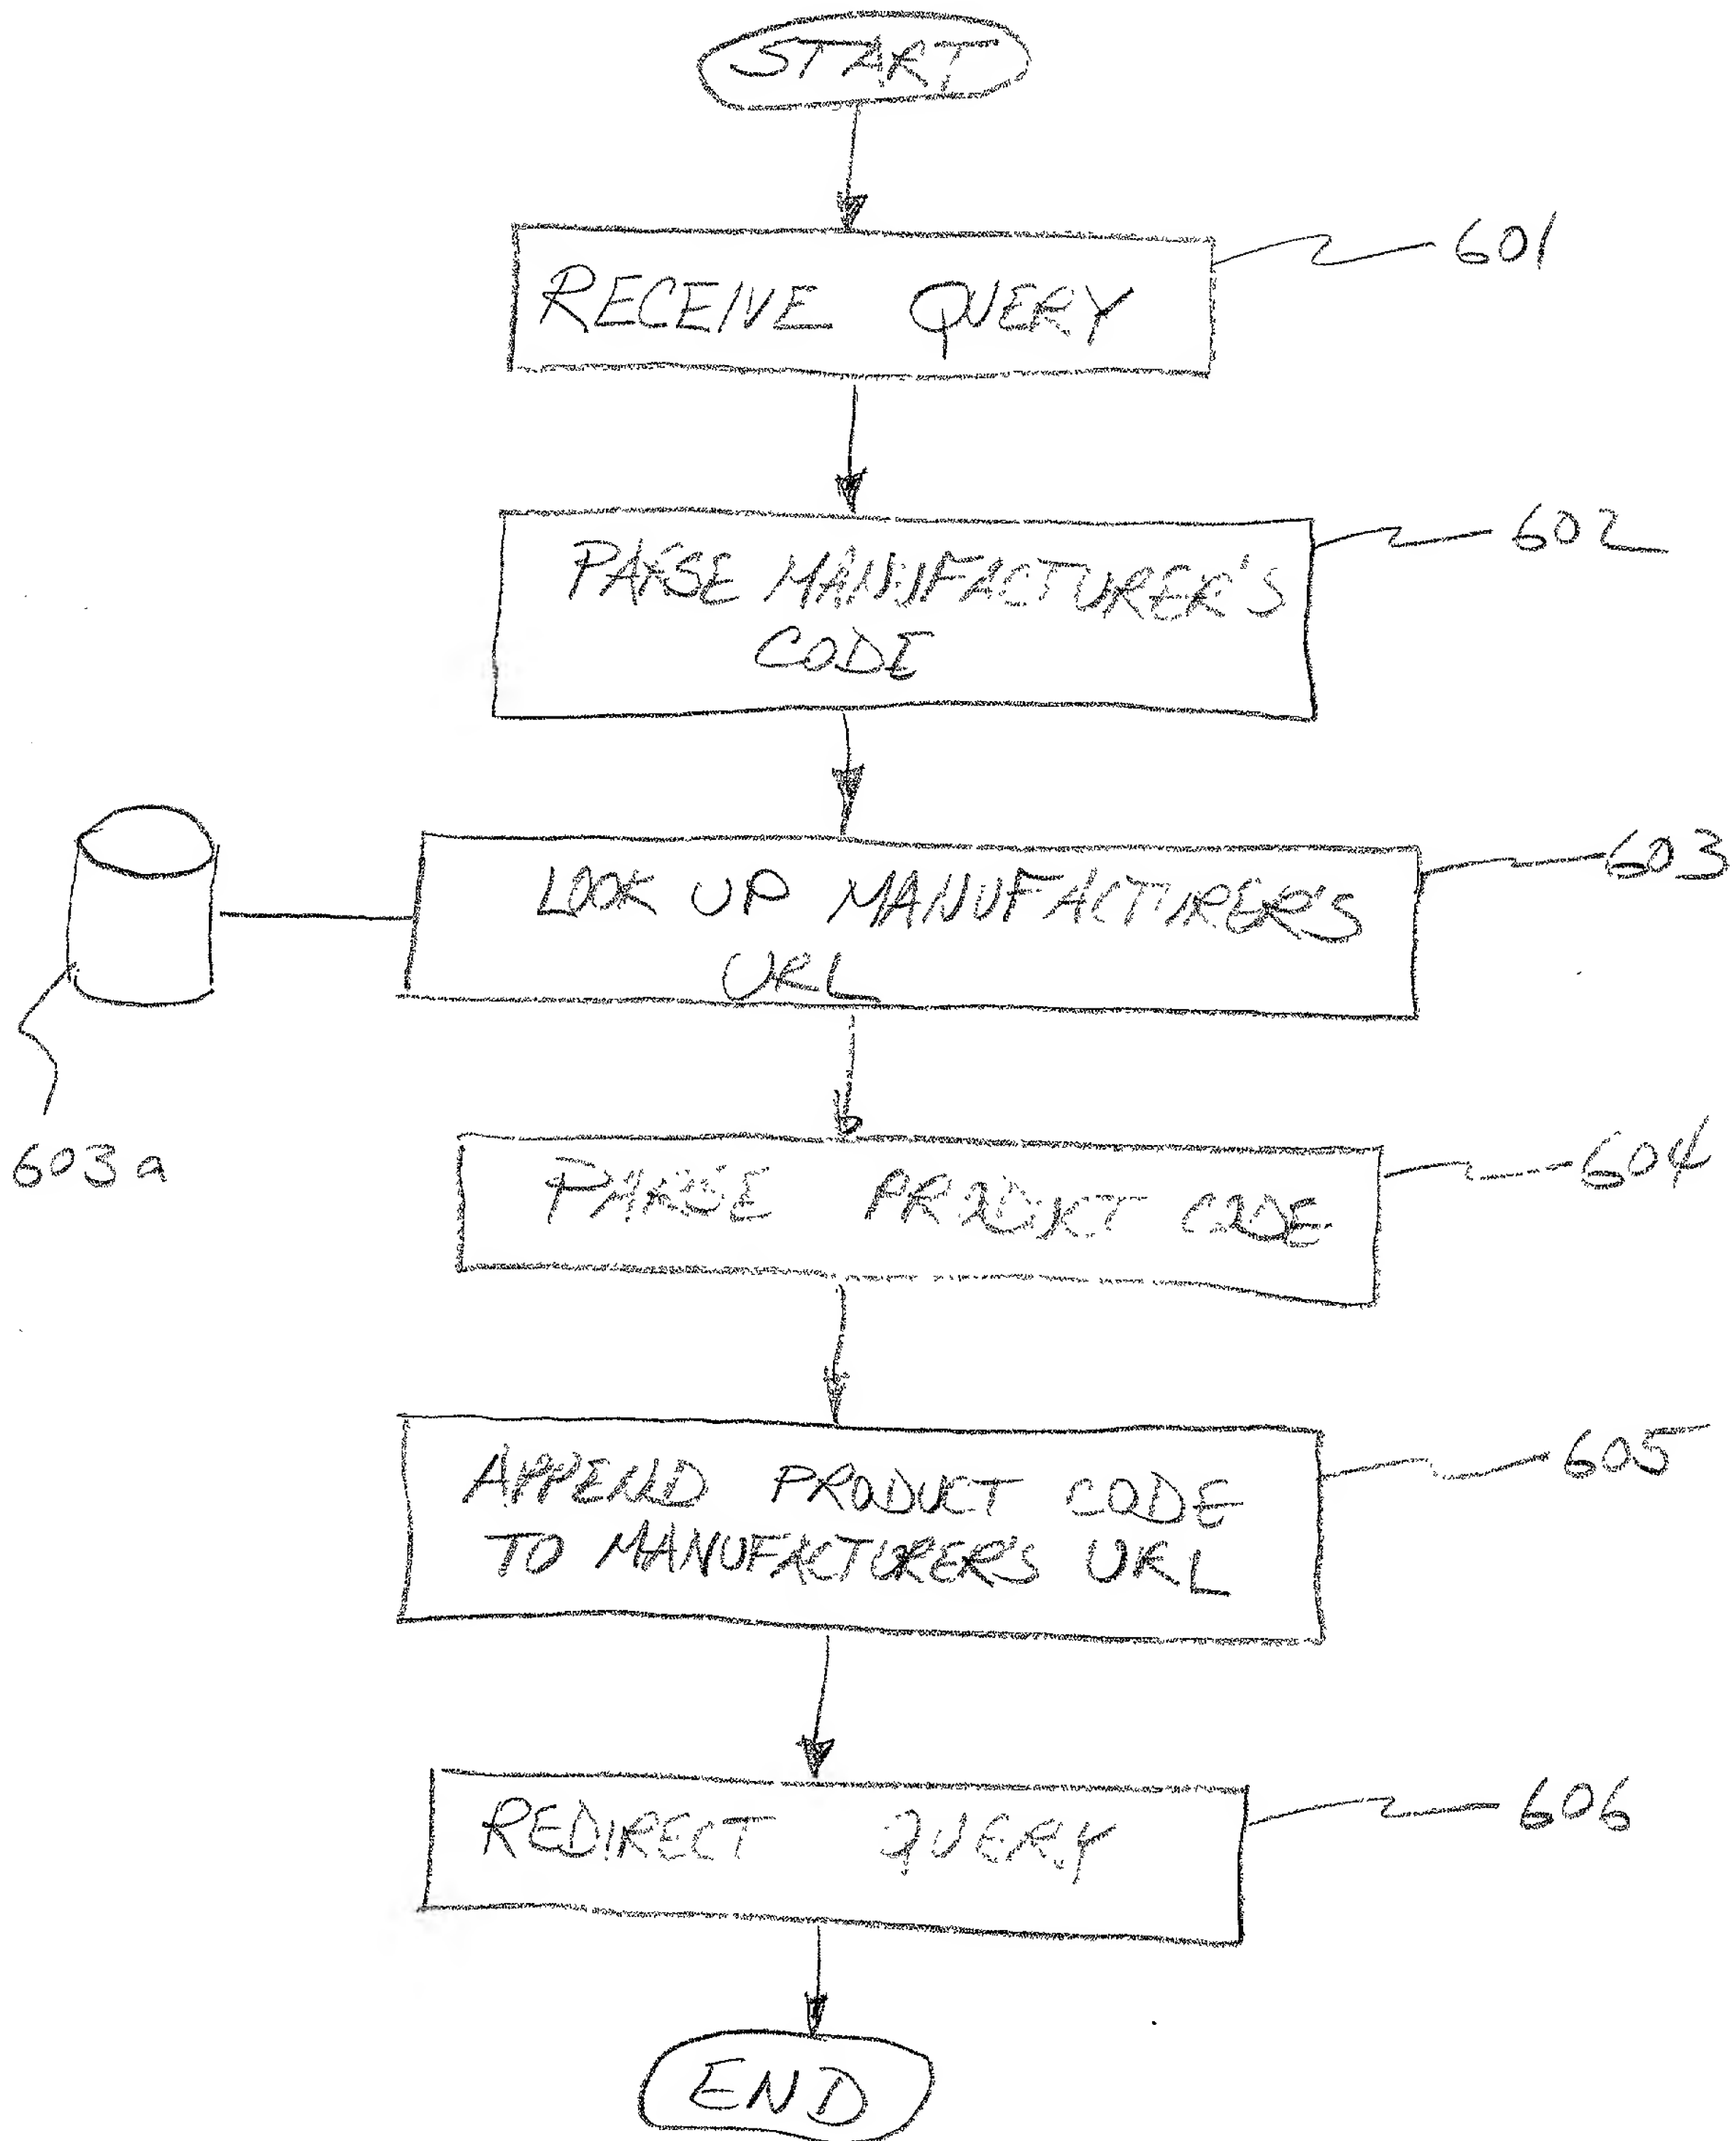 START
RECEIVE QUERY
601
PARSE MANUFACTURER'S
CODE
602
LOOK UP MANUFACTURER'S
URL
603
603a
PARSE PRODUCT CODE
604
APPEND PRODUCT CODE
TO MANUFACTURER'S URL
605
REDIRECT QUERY
606
END